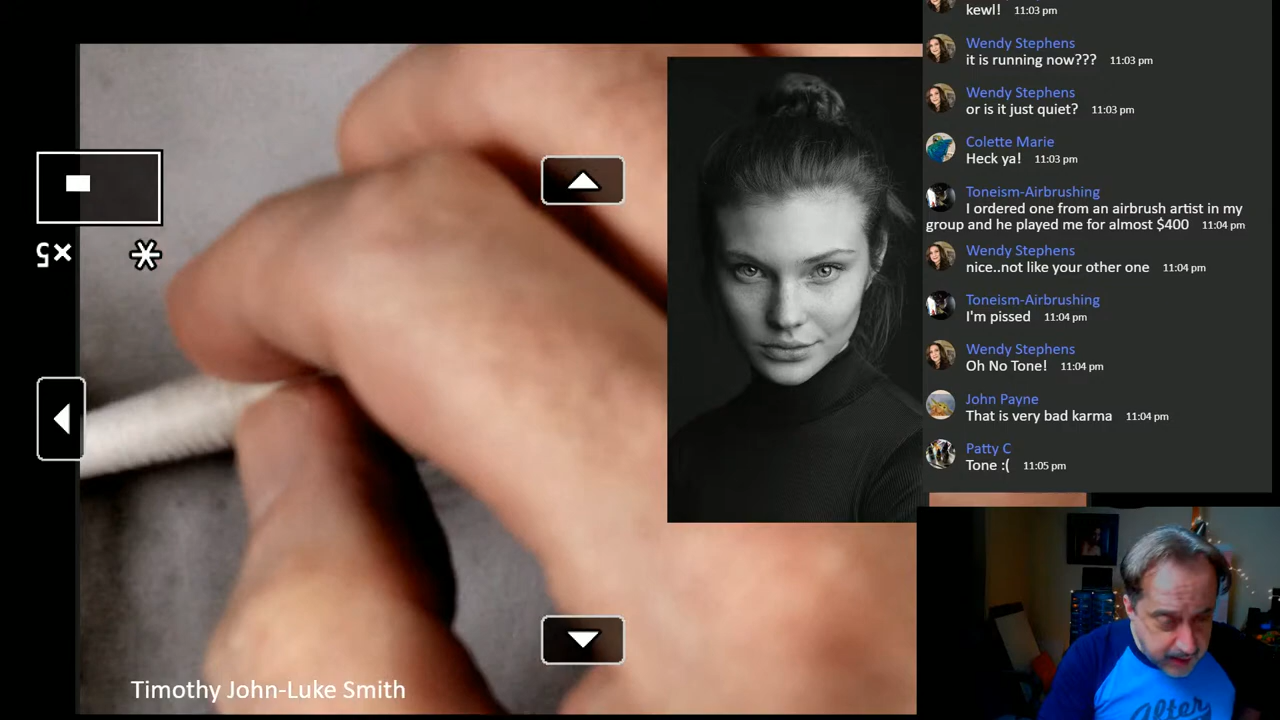 kewl! 11:03 pm
Wendy Stephens
it is running now??? 11:03 pm
Wendy Stephens
or is it just quiet? 11:03 pm
Colette Marie
Heck ya! 11:03 pm
Toneism-Airbrushing
I ordered one from an airbrush artist in my
group and he played me for almost $400 11:04 pm
Wendy Stephens
nice..not like your other one 11:04 pm
Toneism-Airbrushing
I'm pissed 11:04 pm
Wendy Stephens
Oh No Tone! 11:04 pm
John Payne
That is very bad karma 11:04 pm
Patty C
Tone :( 11:05 pm
×5
Timothy John-Luke Smith
After